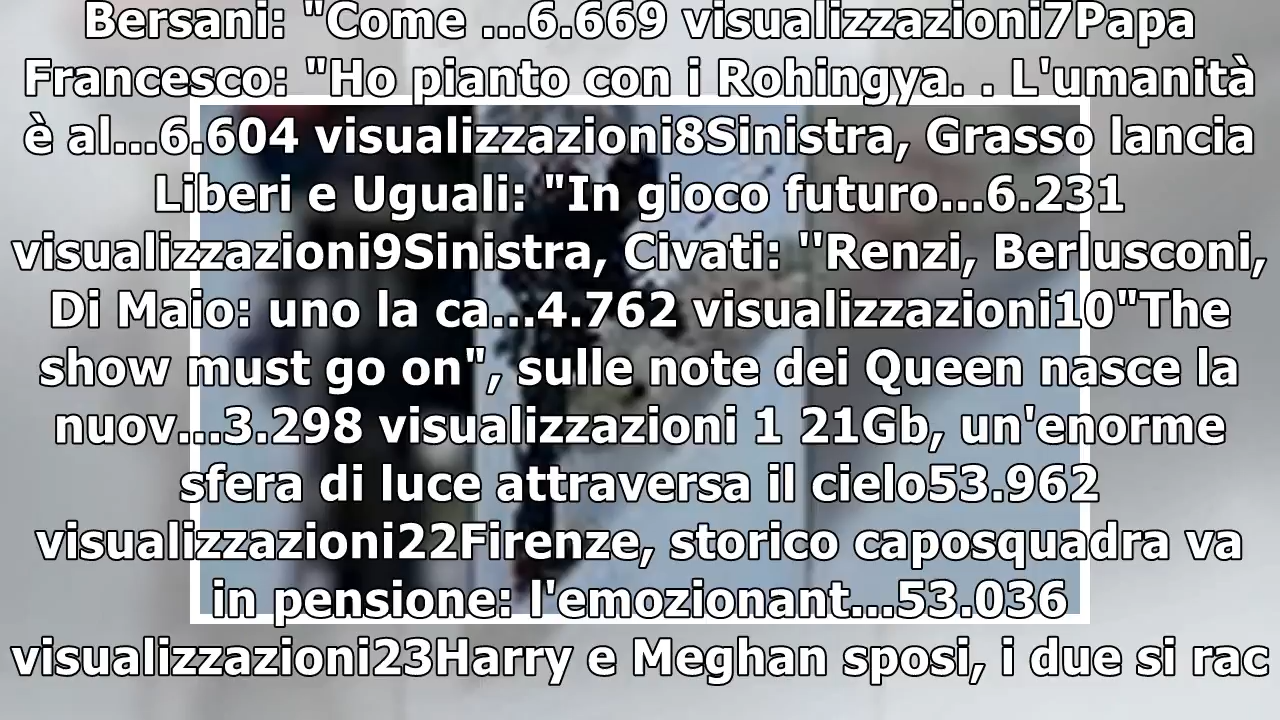 Bersani: "Come ...6.669 visualizzazioni7Papa
Francesco: "Ho pianto con i Rohingya. . L'umanità
è al...6.604 visualizzazioni8Sinistra, Grasso lancia
Liberi e Uguali: "In gioco futuro...6.231
visualizzazioni9Sinistra, Civati: ''Renzi, Berlusconi,
Di Maio: uno la ca...4.762 visualizzazioni10"The
show must go on", sulle note dei Queen nasce la
nuov...3.298 visualizzazioni 1 21Gb, un'enorme
sfera di luce attraversa il cielo53.962
visualizzazioni22Firenze, storico caposquadra va
in pensione: l'emozionant...53.036
visualizzazioni23Harry e Meghan sposi, i due si rac